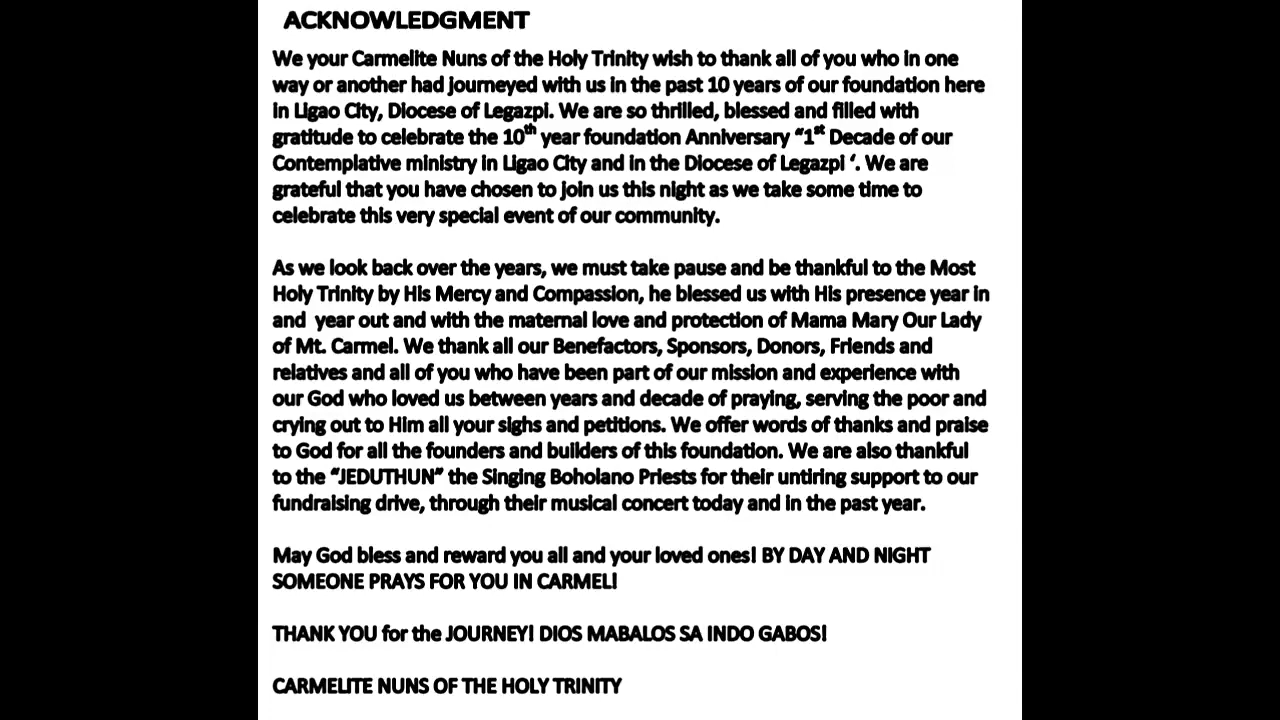 ACKNOWLEDGMENT
We your Carmelite Nuns of the Holy Trinity wish to thank all of you who in one
way or another had journeyed with us in the past 10 years of our foundation here
in Ligao City, Diocese of Legazpi. We are so thrilled, blessed and filled with
gratitude to celebrate the 10th year foundation Anniversary “1st Decade of our
Contemplative ministry in Ligao City and in the Diocese of Legazpi ‘. We are
grateful that you have chosen to join us this night as we take some time to
celebrate this very special event of our community.
As we look back over the years, we must take pause and be thankful to the Most
Holy Trinity by His Mercy and Compassion, he blessed us with His presence year in
and  year out and with the maternal love and protection of Mama Mary Our Lady
of Mt. Carmel. We thank all our Benefactors, Sponsors, Donors, Friends and
relatives and all of you who have been part of our mission and experience with
our God who loved us between years and decade of praying, serving the poor and
crying out to Him all your sighs and petitions. We offer words of thanks and praise
to God for all the founders and builders of this foundation. We are also thankful
to the “JEDUTHUN” the Singing Boholano Priests for their untiring support to our
fundraising drive, through their musical concert today and in the past year.
May God bless and reward you all and your loved ones! BY DAY AND NIGHT
SOMEONE PRAYS FOR YOU IN CARMEL!
THANK YOU for the JOURNEY! DIOS MABALOS SA INDO GABOS!
CARMELITE NUNS OF THE HOLY TRINITY